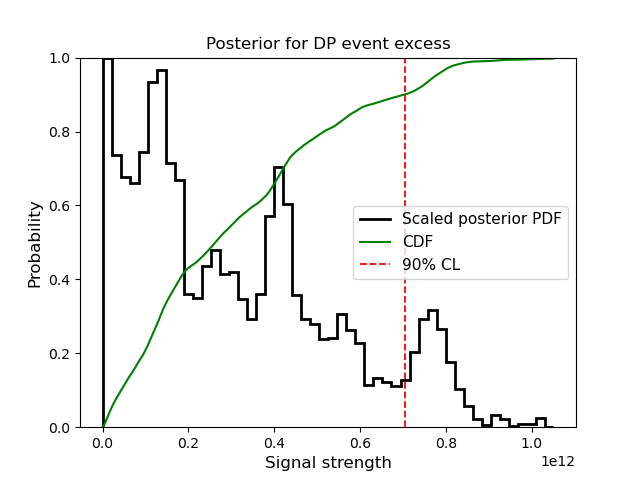 Posterior for DP event excess
Probability
1.0
0.8
0.6
0.4
0.2
0.0
Scaled posterior PDF
CDF
90% CL
0.0 0.2 0.4 0.6 0.8 1.0
1e12
Signal strength